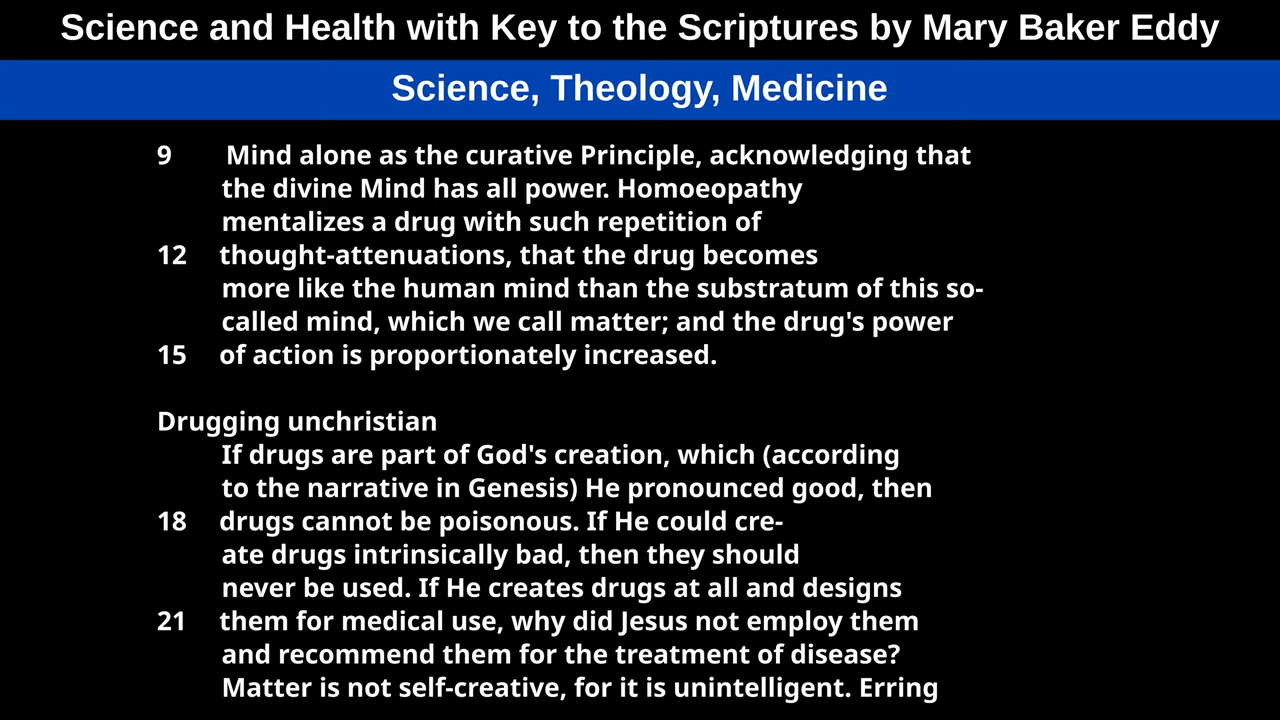 Science and Health with Key to the Scriptures by Mary Baker Eddy
Science, Theology, Medicine
9 Mind alone as the curative Principle, acknowledging that
the divine Mind has all power. Homoeopathy
mentalizes a drug with such repetition of
12 thought-attenuations, that the drug becomes
more like the human mind than the substratum of this so-
called mind, which we call matter; and the drug's power
15 of action is proportionately increased.
Drugging unchristian
If drugs are part of God's creation, which (according
to the narrative in Genesis) He pronounced good, then
18 drugs cannot be poisonous. If He could cre-
ate drugs intrinsically bad, then they should
never be used. If He creates drugs at all and designs
21 them for medical use, why did Jesus not employ them
and recommend them for the treatment of disease?
Matter is not self-creative, for it is unintelligent. Erring